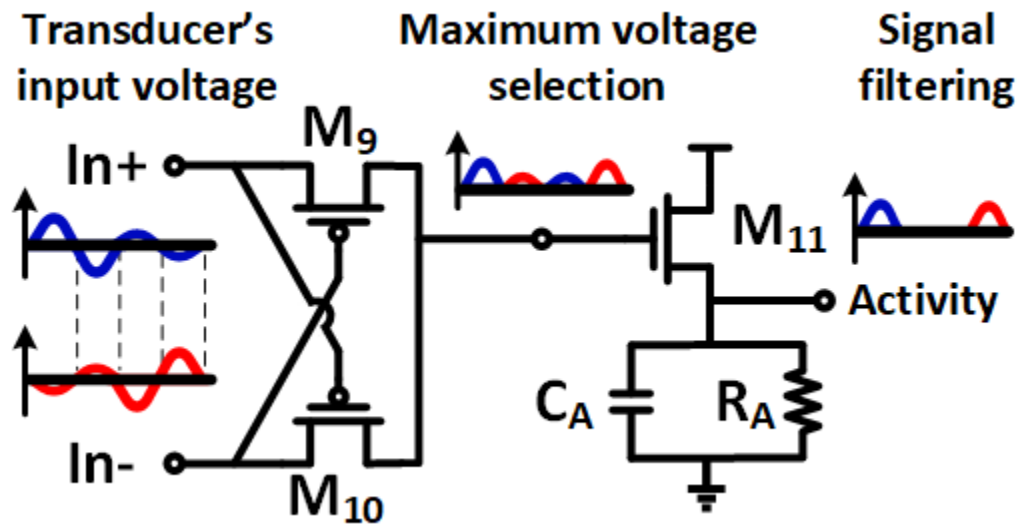 Transducer's
input voltage
Maximum voltage
selection
Signal
filtering
M9
In+
M11
Activity
CA
RA
In-
M10